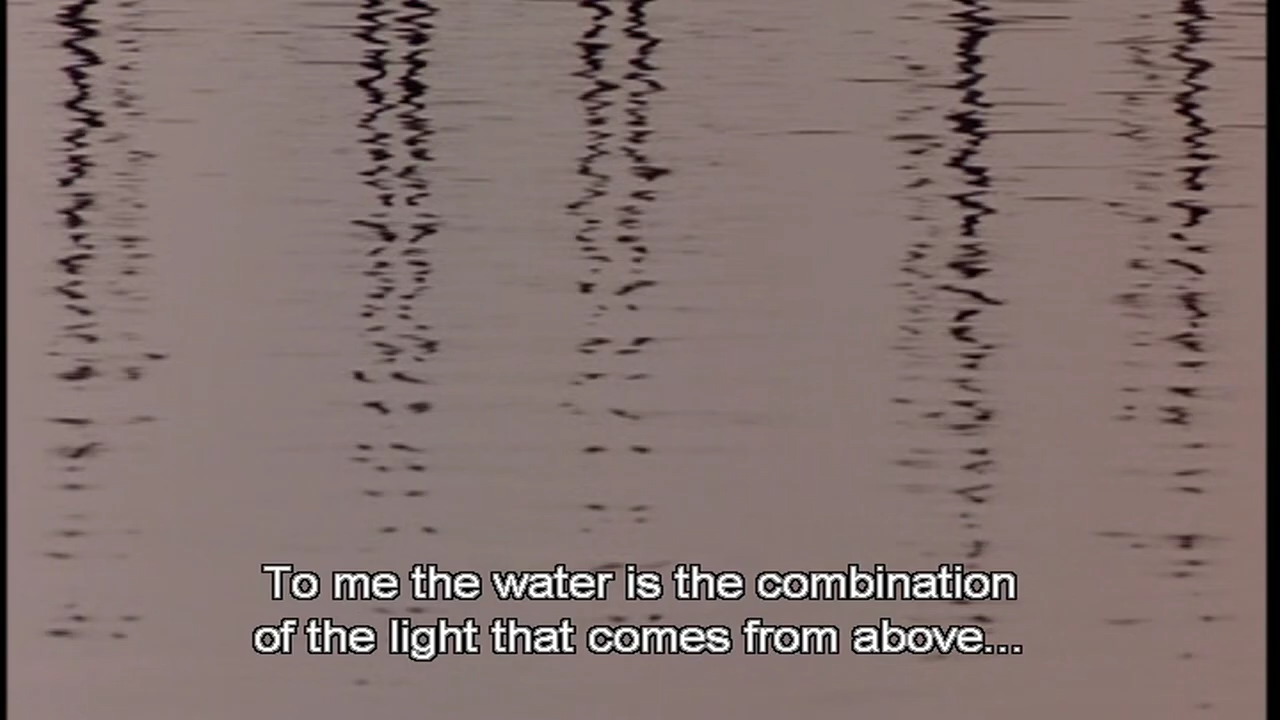 To me the water is the combination
of the light that comes from above...